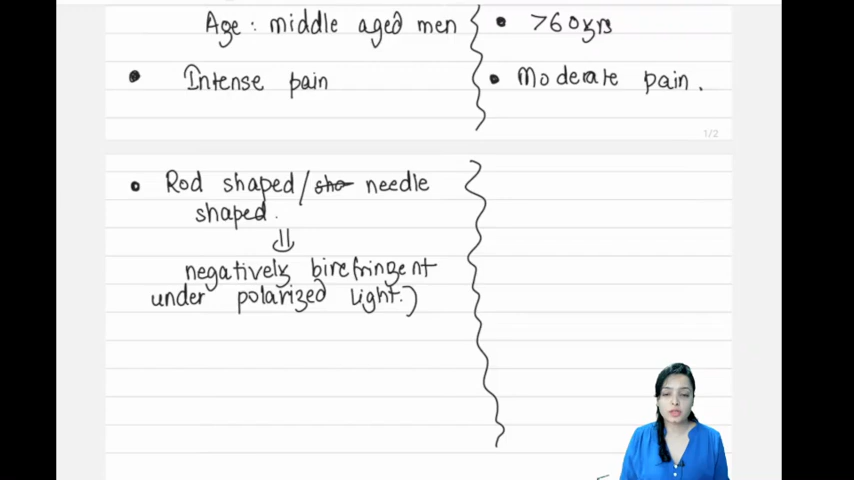 Age : middle aged men
• >60yrs
• Intense pain
• Moderate pain.
1/2
• Rod shaped/ needle
shaped.
⇓
negatively birefringent
under polarized light.)